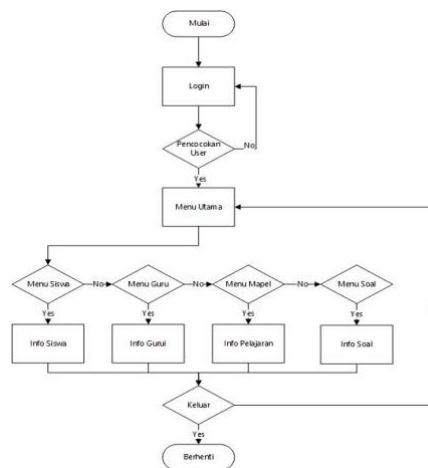 Mulai
Login
Pencocokan
User
No
Yes
Menu Utama
Menu Siswa
No
Menu Guru
No
Menu Mapel
No
Menu Soal
Yes
Yes
Yes
Yes
Info Siswa
Info Gurui
Info Pelajaran
Info Soal
Keluar
Yes
Berhenti